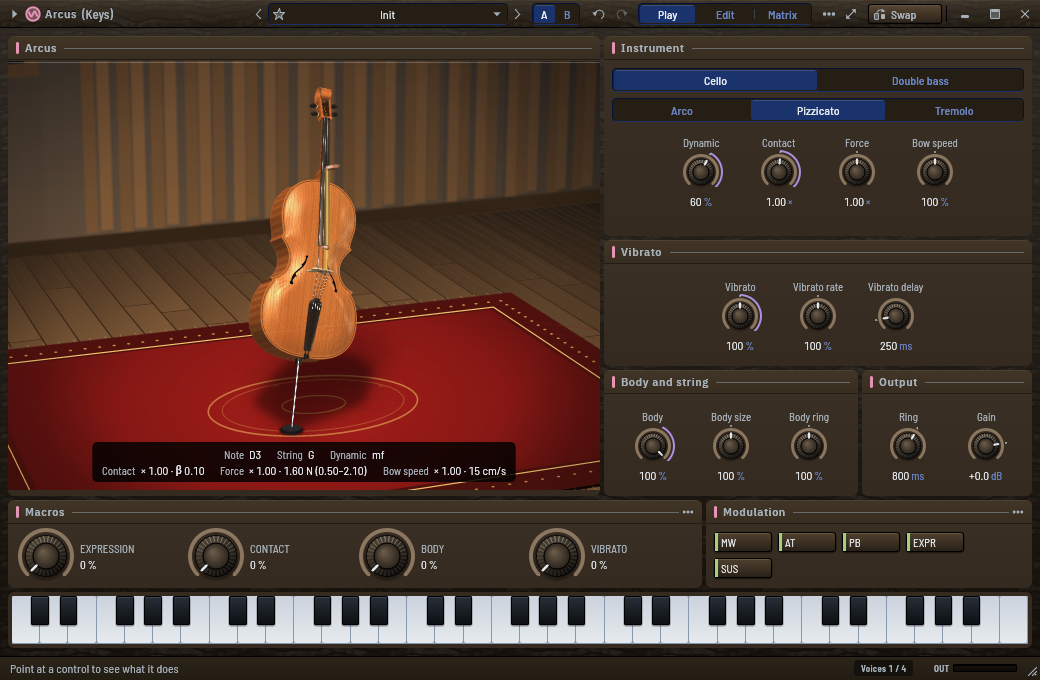 Arcus (Keys)
Init
A B
Play Edit Matrix
Swap
Arcus
Note D3 String G Dynamic mf
Contact × 1.00 · β 0.10 Force × 1.00 · 1.60 N (0.50–2.10) Bow speed × 1.00 · 15 cm/s
Instrument
Cello Double bass
Arco Pizzicato Tremolo
Dynamic Contact Force Bow speed
60 % 1.00 × 1.00 × 100 %
Vibrato
Vibrato Vibrato rate Vibrato delay
100 % 100 % 250 ms
Body and string
Body Body size Body ring
100 % 100 % 100 %
Output
Ring Gain
800 ms +0.0 dB
Macros
EXPRESSION CONTACT BODY VIBRATO
0 % 0 % 0 % 0 %
Modulation
MW AT PB EXPR
SUS
Point at a control to see what it does
Voices 1 / 4 OUT